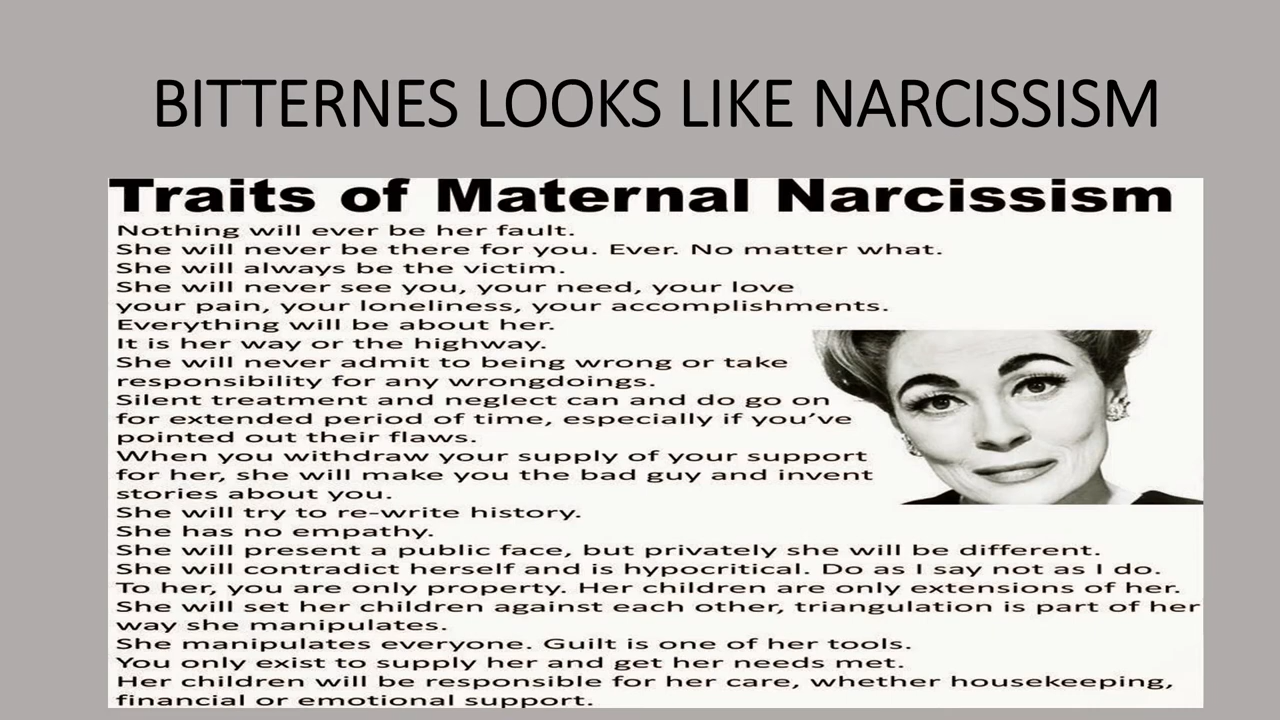 BITTERNES LOOKS LIKE NARCISSISM
Traits of Maternal Narcissism
Nothing will ever be her fault.
She will never be there for you. Ever. No matter what.
She will always be the victim.
She will never see you, your need, your love
your pain, your loneliness, your accomplishments.
Everything will be about her.
It is her way or the highway.
She will never admit to being wrong or take
responsibility for any wrongdoings.
Silent treatment and neglect can and do go on
for extended period of time, especially if you’ve
pointed out their flaws.
When you withdraw your supply of your support
for her, she will make you the bad guy and invent
stories about you.
She will try to re-write history.
She has no empathy.
She will present a public face, but privately she will be different.
She will contradict herself and is hypocritical. Do as I say not as I do.
To her, you are only property. Her children are only extensions of her.
She will set her children against each other, triangulation is part of her
way she manipulates.
She manipulates everyone. Guilt is one of her tools.
You only exist to supply her and get her needs met.
Her children will be responsible for her care, whether housekeeping,
financial or emotional support.